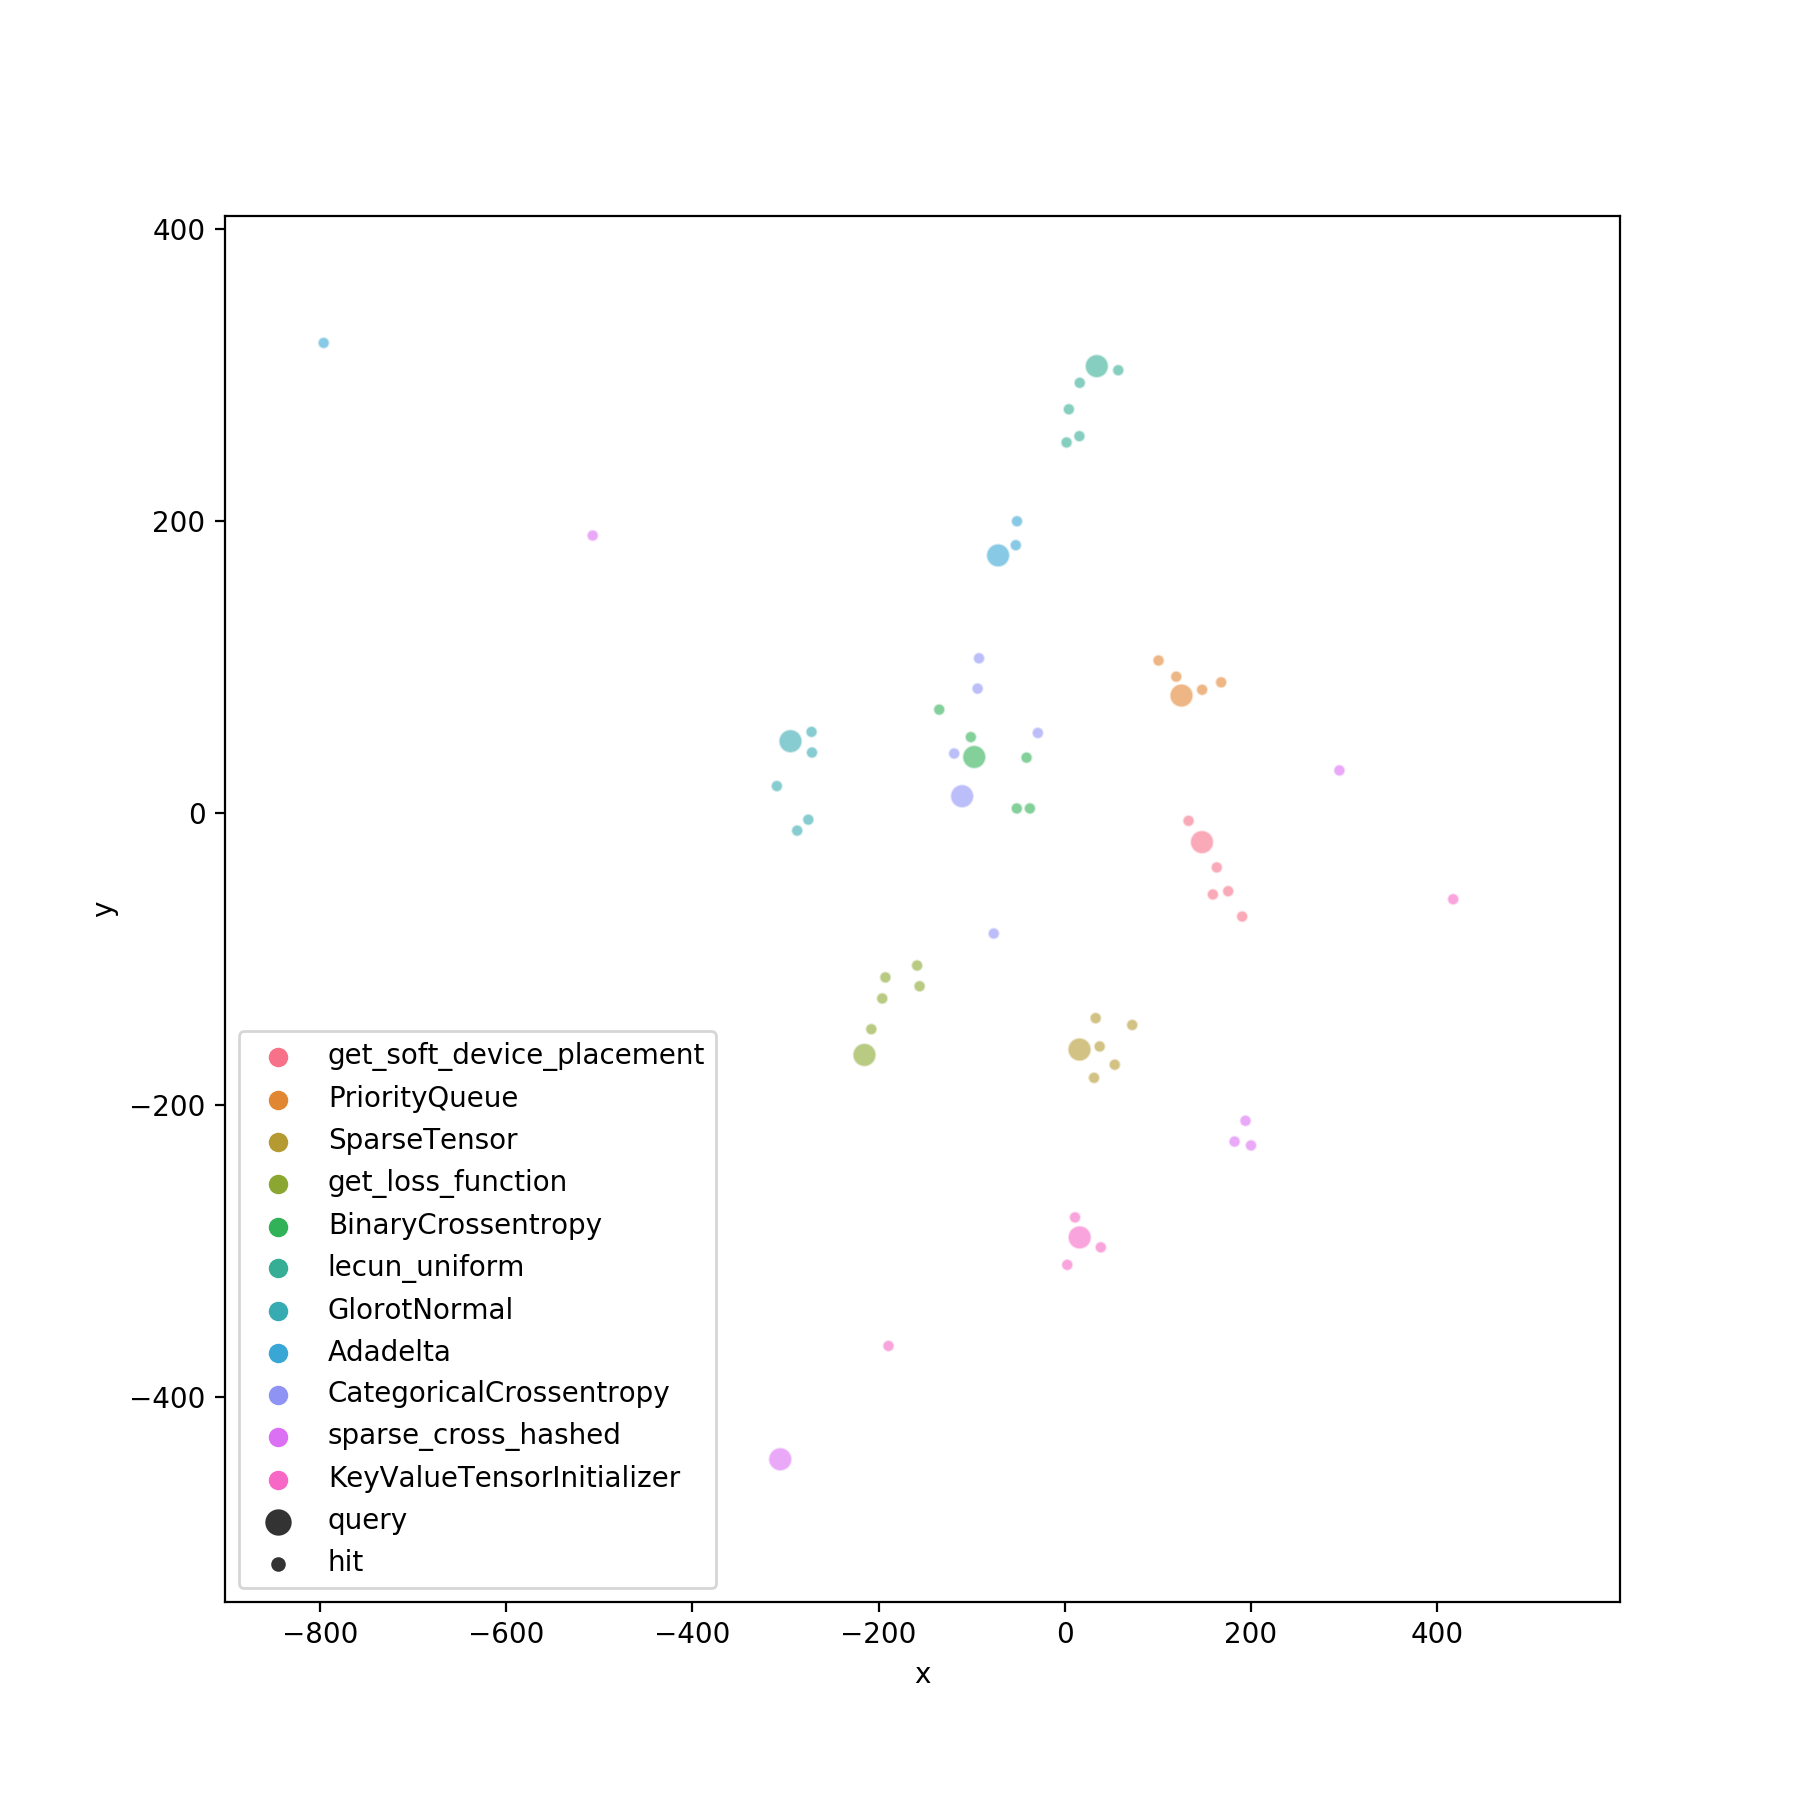 400
200
0
−200
−400
y
get_soft_device_placement
PriorityQueue
SparseTensor
get_loss_function
BinaryCrossentropy
lecun_uniform
GlorotNormal
Adadelta
CategoricalCrossentropy
sparse_cross_hashed
KeyValueTensorInitializer
query
hit
−800 −600 −400 −200 0 200 400
x